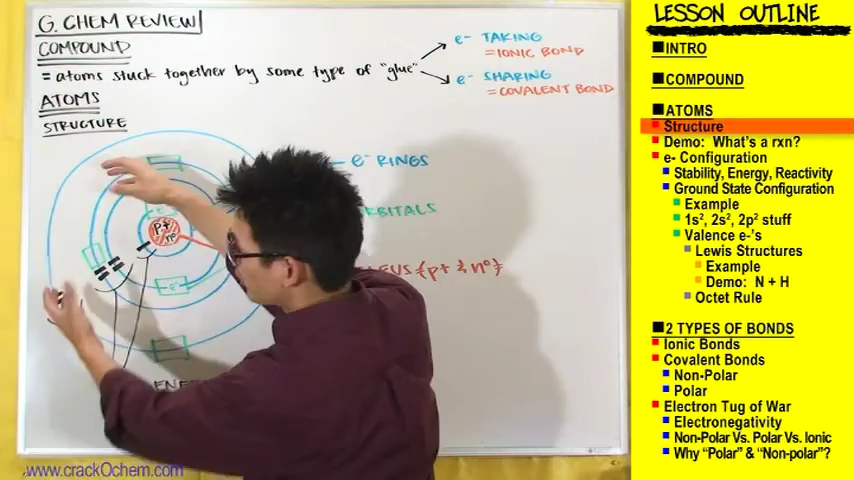 G. CHEM REVIEW
COMPOUND
= atoms stuck together by some type of "glue"
e- TAKING
= IONIC BOND
e- SHARING
= COVALENT BOND
ATOMS
STRUCTURE
e- RINGS
p+
n°
{p+ & n°}
www.crackOchem.com
LESSON OUTLINE
INTRO
COMPOUND
ATOMS
Structure
Demo: What's a rxn?
e- Configuration
Stability, Energy, Reactivity
Ground State Configuration
Example
1s², 2s², 2p² stuff
Valence e-'s
Lewis Structures
Example
Demo: N + H
Octet Rule
2 TYPES OF BONDS
Ionic Bonds
Covalent Bonds
Non-Polar
Polar
Electron Tug of War
Electronegativity
Non-Polar Vs. Polar Vs. Ionic
Why "Polar" & "Non-polar"?